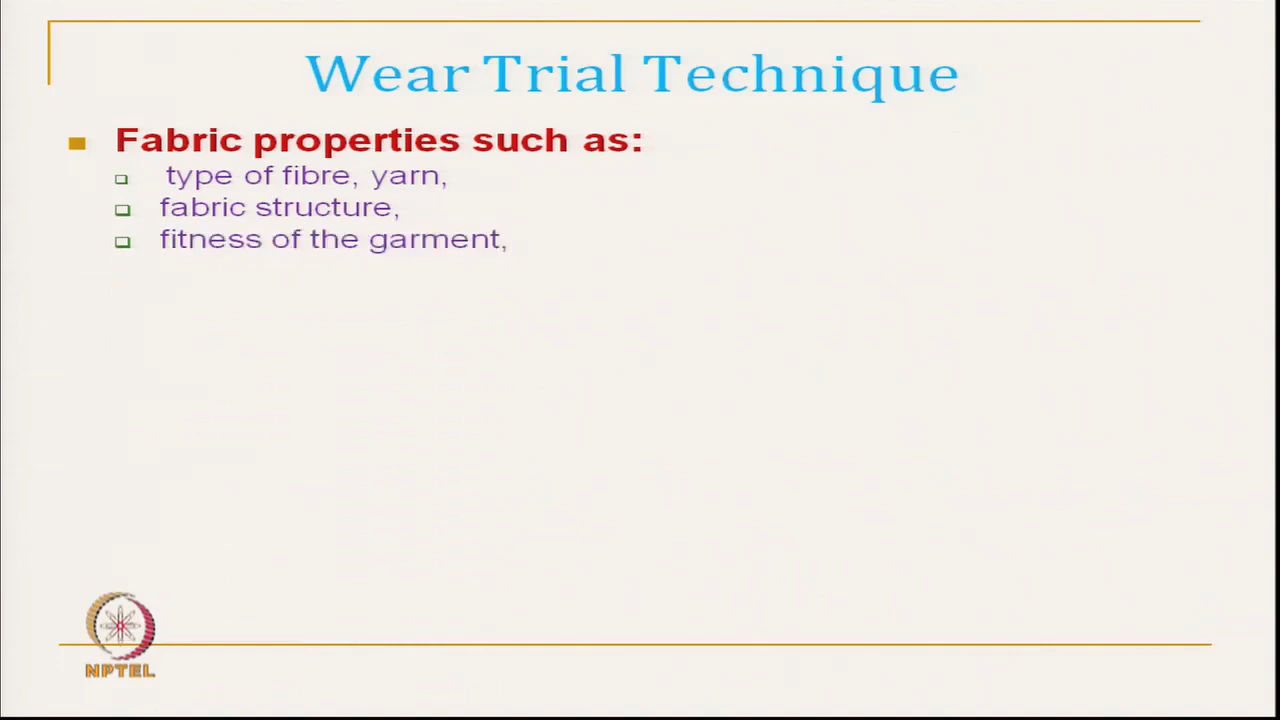 Wear Trial Technique
Fabric properties such as:
type of fibre, yarn,
fabric structure,
fitness of the garment,
NPTEL